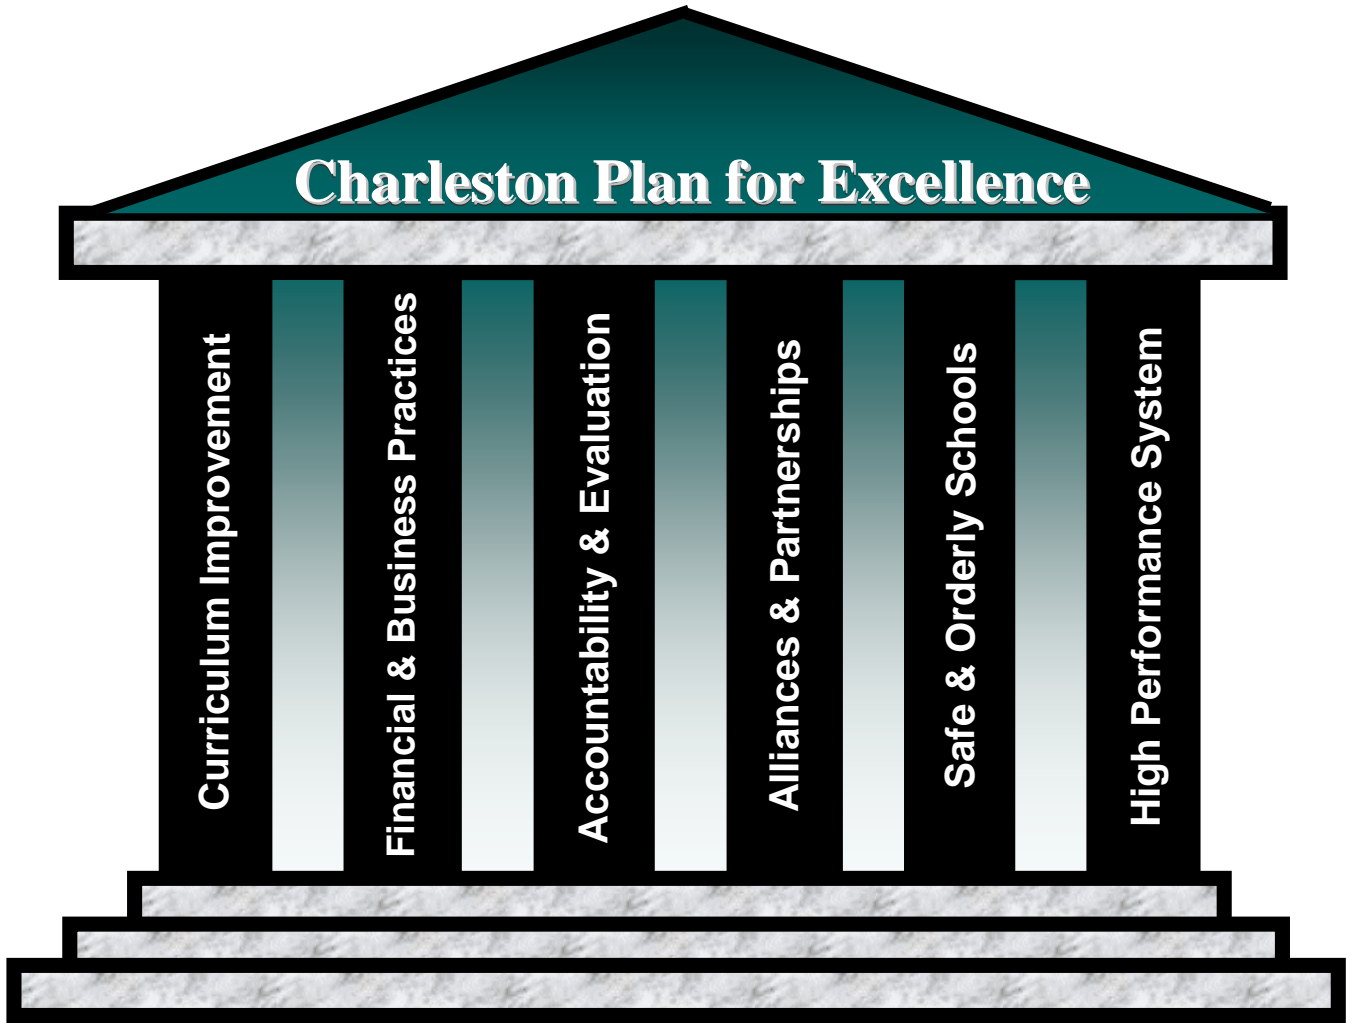 Charleston Plan for Excellence
Curriculum Improvement
Financial & Business Practices
Accountability & Evaluation
Alliances & Partnerships
Safe & Orderly Schools
High Performance System